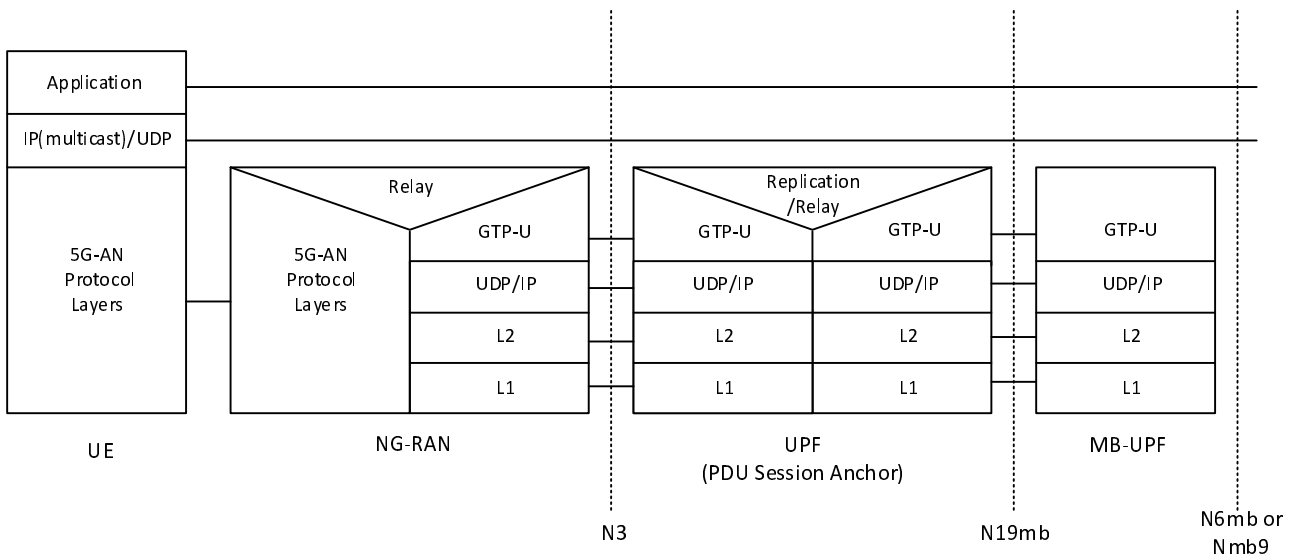 Application
IP(multicast)/UDP
5G-AN
Protocol
Layers
UE
Relay
5G-AN
Protocol
Layers
GTP-U
UDP/IP
L2
L1
NG-RAN
N3
Replication
/Relay
GTP-U
GTP-U
UDP/IP
UDP/IP
L2
L2
L1
L1
UPF
(PDU Session Anchor)
N19mb
GTP-U
UDP/IP
L2
L1
MB-UPF
N6mb or
Nmb9